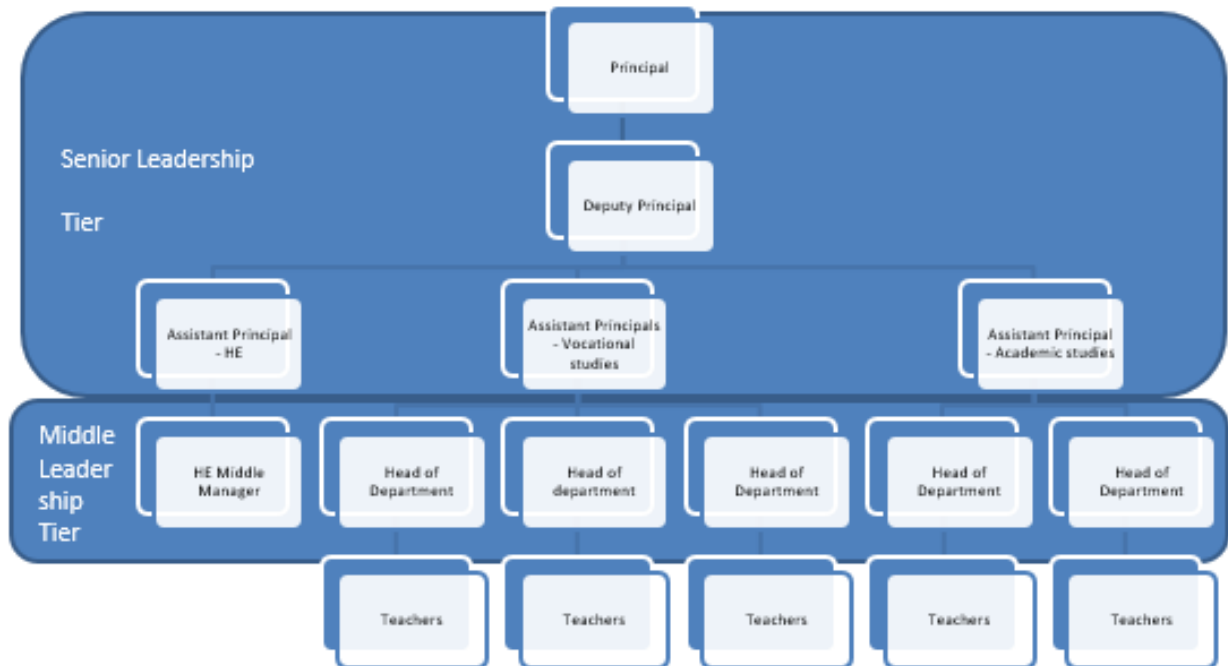 Principal
Senior Leadership
Tier
Deputy Principal
Assistant Principal
- HE
Assistant Principals
- Vocational
studies
Assistant Principal
- Academic studies
Middle
Leader
ship
Tier
HE Middle
Manager
Head of
Department
Head of
department
Head of
Department
Head of
Department
Head of
Department
Teachers
Teachers
Teachers
Teachers
Teachers